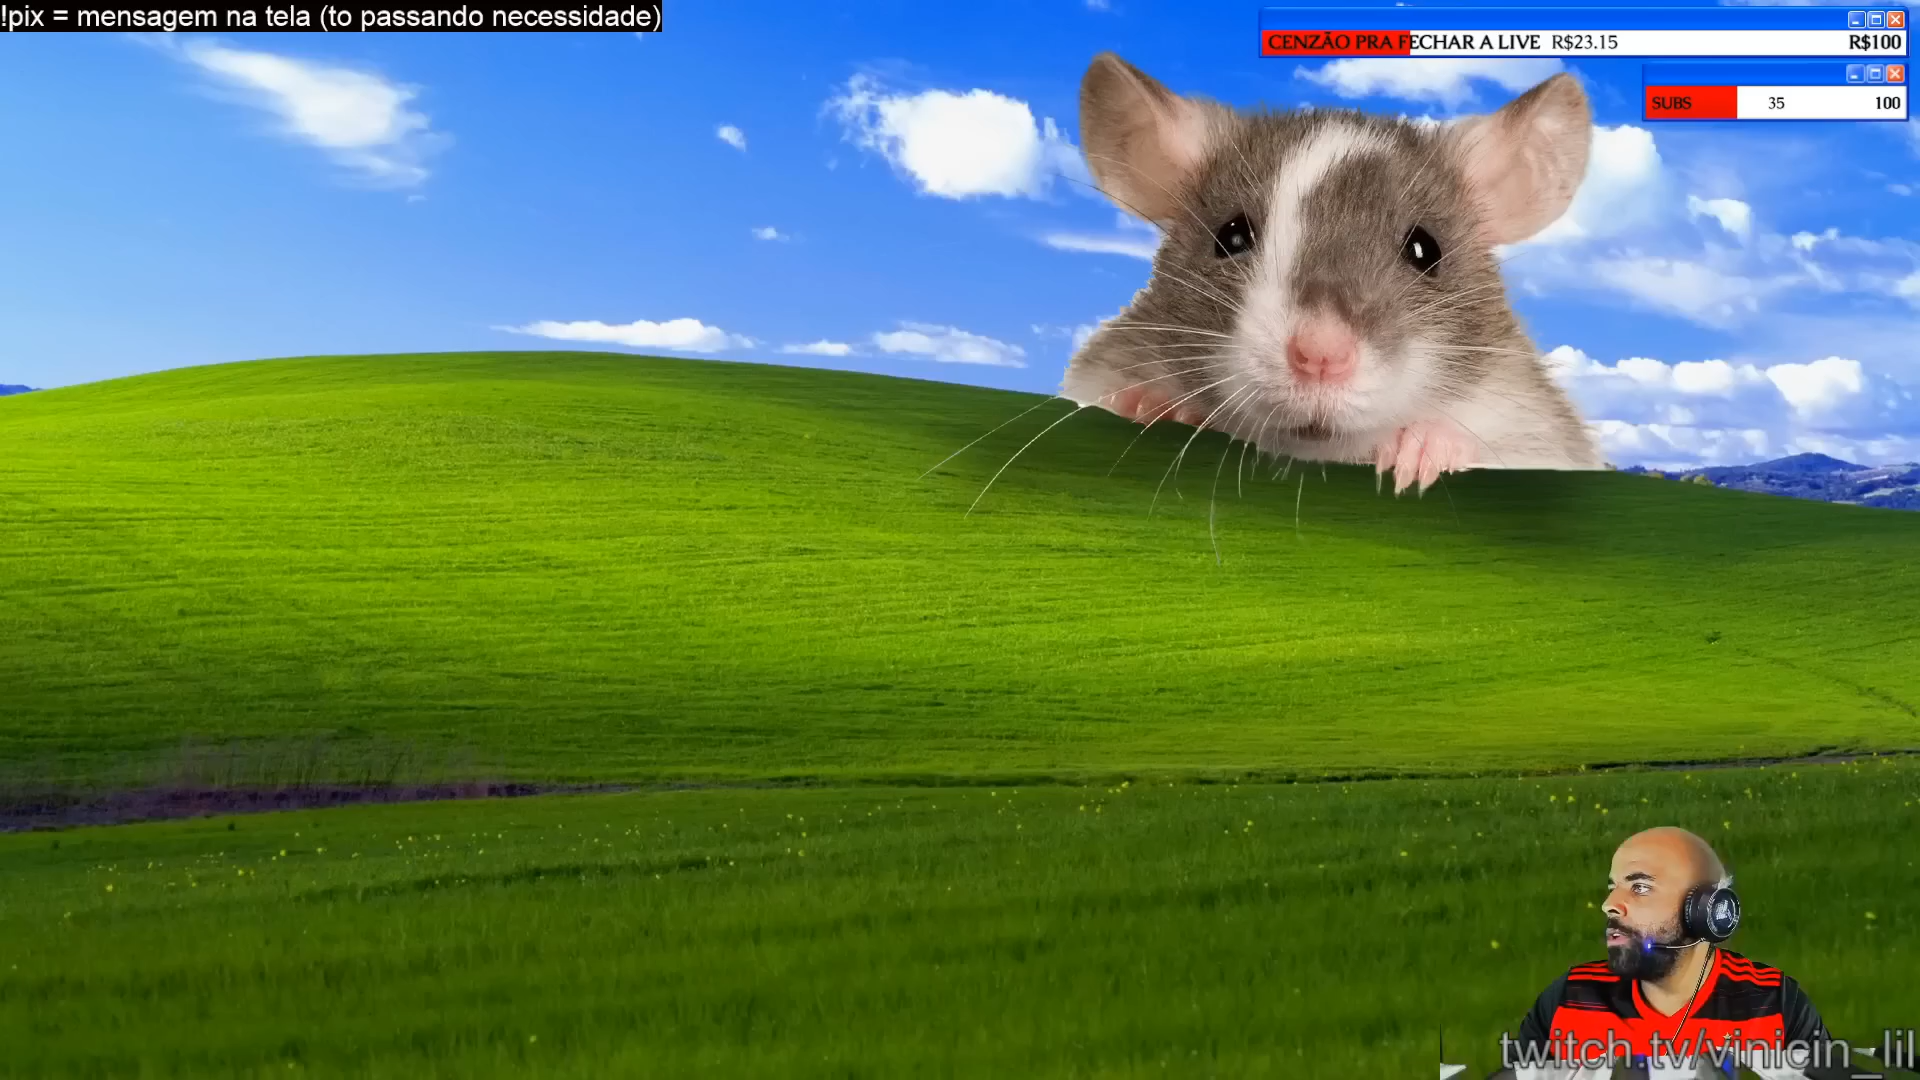 !pix = mensagem na tela (to passando necessidade)
CENZÃO PRA FECHAR A LIVE R$23.15 R$100
SUBS 35 100
twitch.tv/vinicin_lil